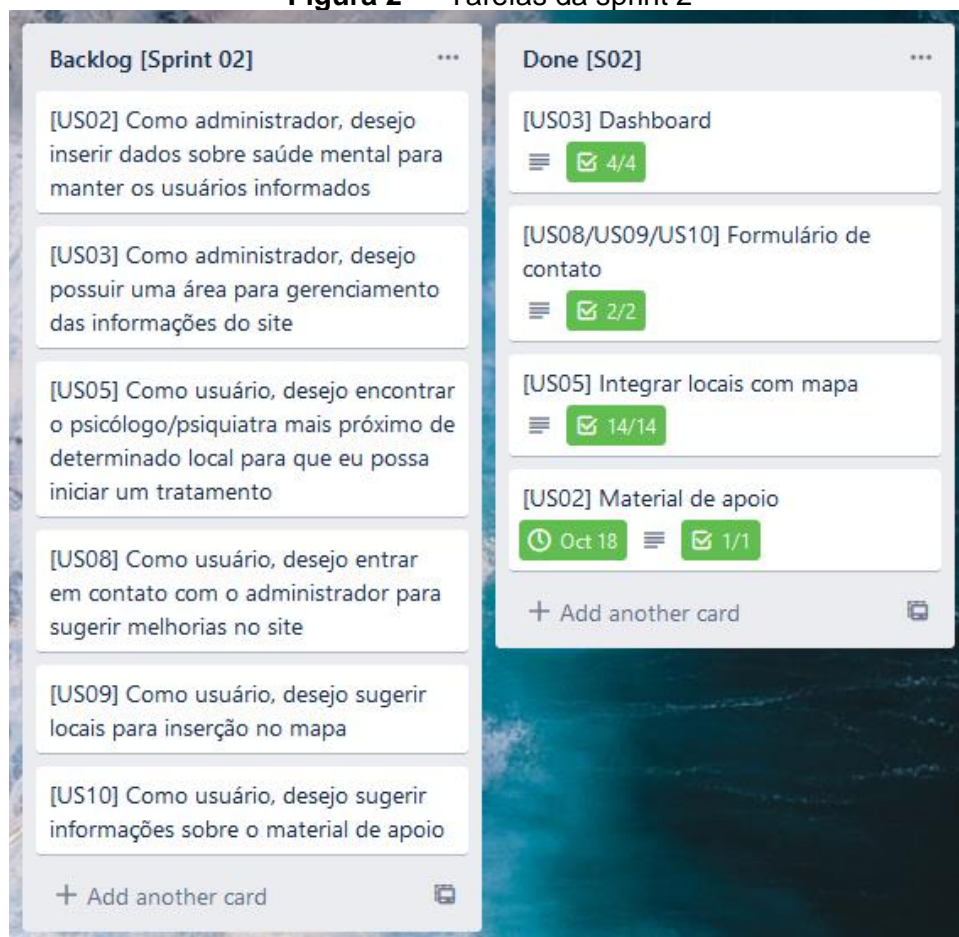 Figura 2 — Tarefas da sprint 2
Backlog [Sprint 02]
[US02] Como administrador, desejo
inserir dados sobre saúde mental para
manter os usuários informados
[US03] Como administrador, desejo
possuir uma área para gerenciamento
das informações do site
[US05] Como usuário, desejo encontrar
o psicólogo/psiquiatra mais próximo de
determinado local para que eu possa
iniciar um tratamento
[US08] Como usuário, desejo entrar
em contato com o administrador para
sugerir melhorias no site
[US09] Como usuário, desejo sugerir
locais para inserção no mapa
[US10] Como usuário, desejo sugerir
informações sobre o material de apoio
+ Add another card
Done [S02]
[US03] Dashboard
4/4
[US08/US09/US10] Formulário de
contato
2/2
[US05] Integrar locais com mapa
14/14
[US02] Material de apoio
Oct 18 1/1
+ Add another card